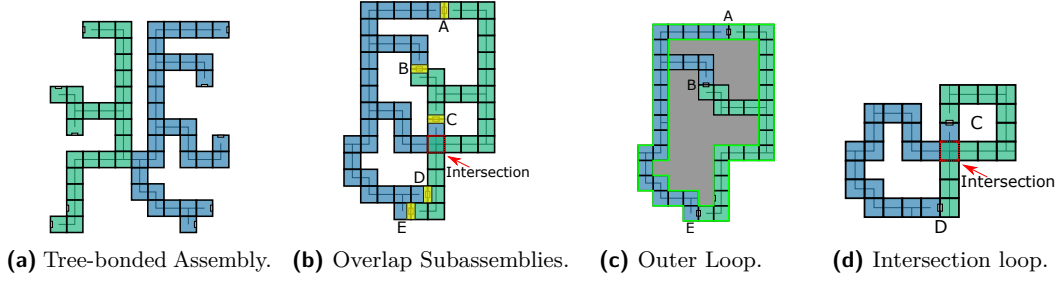 A
B
C
Intersection
D
E
A
B
E
C
Intersection
D
(a) Tree-bonded Assembly. (b) Overlap Subassemblies. (c) Outer Loop. (d) Intersection loop.